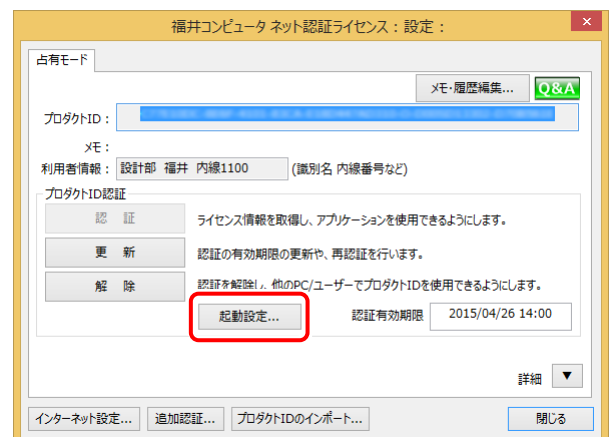 福井コンピュータ ネット認証ライセンス：設定：
×
占有モード
メモ・履歴編集... Q&A
プロダクトID：
メモ：
利用者情報： 設計部 福井 内線1100 (識別名 内線番号など)
プロダクトID認証
認 証 ライセンス情報を取得し、アプリケーションを使用できるようにします。
更 新 認証の有効期限の更新や、再認証を行います。
解 除 認証を解除し、他のPC/ユーザーでプロダクトIDを使用できるようにします。
起動設定... 認証有効期限 2015/04/26 14:00
詳細 ▼
インターネット設定... 追加認証... プロダクトIDのインポート... 閉じる